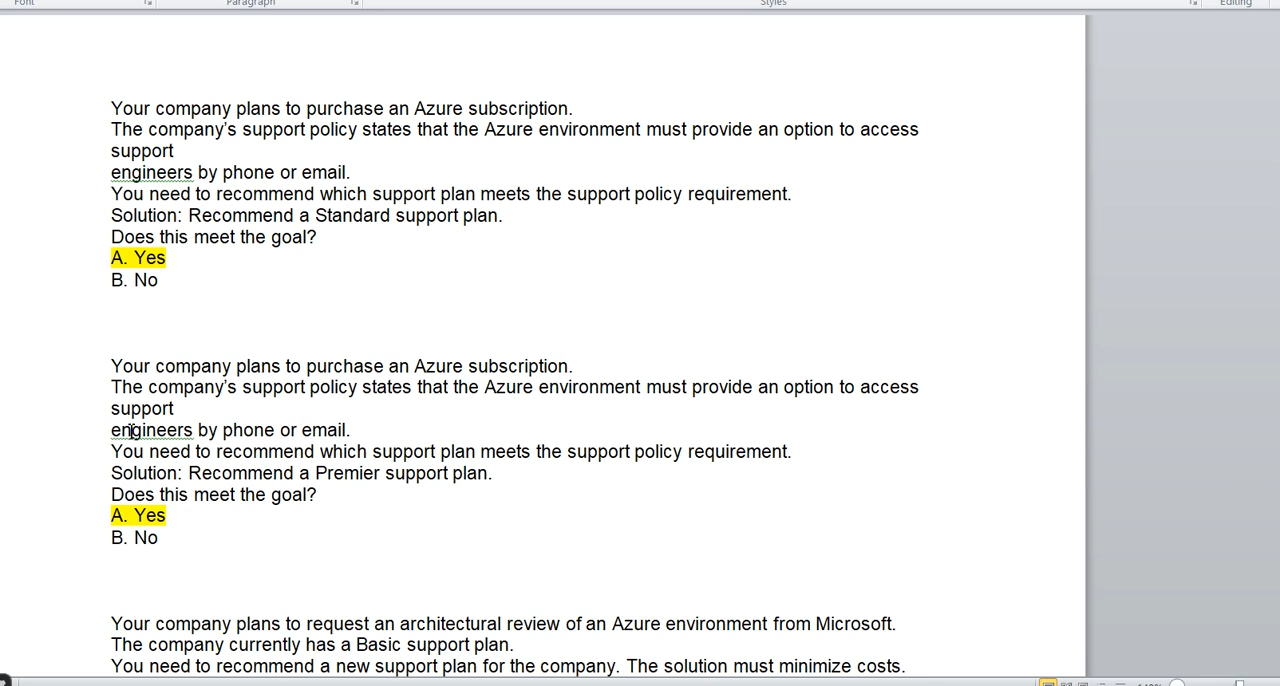 Font Paragraph Styles Editing
Your company plans to purchase an Azure subscription.
The company's support policy states that the Azure environment must provide an option to access
support
engineers by phone or email.
You need to recommend which support plan meets the support policy requirement.
Solution: Recommend a Standard support plan.
Does this meet the goal?
A. Yes
B. No
Your company plans to purchase an Azure subscription.
The company's support policy states that the Azure environment must provide an option to access
support
engineers by phone or email.
You need to recommend which support plan meets the support policy requirement.
Solution: Recommend a Premier support plan.
Does this meet the goal?
A. Yes
B. No
Your company plans to request an architectural review of an Azure environment from Microsoft.
The company currently has a Basic support plan.
You need to recommend a new support plan for the company. The solution must minimize costs.